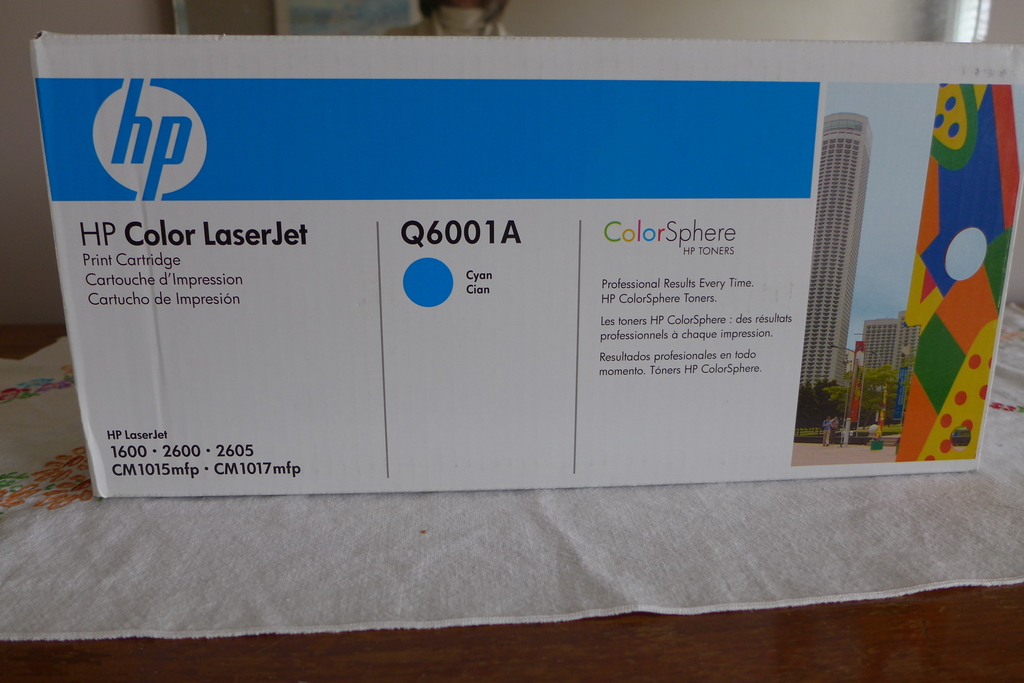 hp
HP Color LaserJet
Print Cartridge
Cartouche d'Impression
Cartucho de Impresión
HP LaserJet
1600 • 2600 • 2605
CM1015mfp • CM1017mfp
Q6001A
Cyan
Cian
ColorSphere
HP TONERS
Professional Results Every Time.
HP ColorSphere Toners.
Les toners HP ColorSphere : des résultats
professionnels à chaque impression.
Resultados profesionales en todo
momento. Tóners HP ColorSphere.